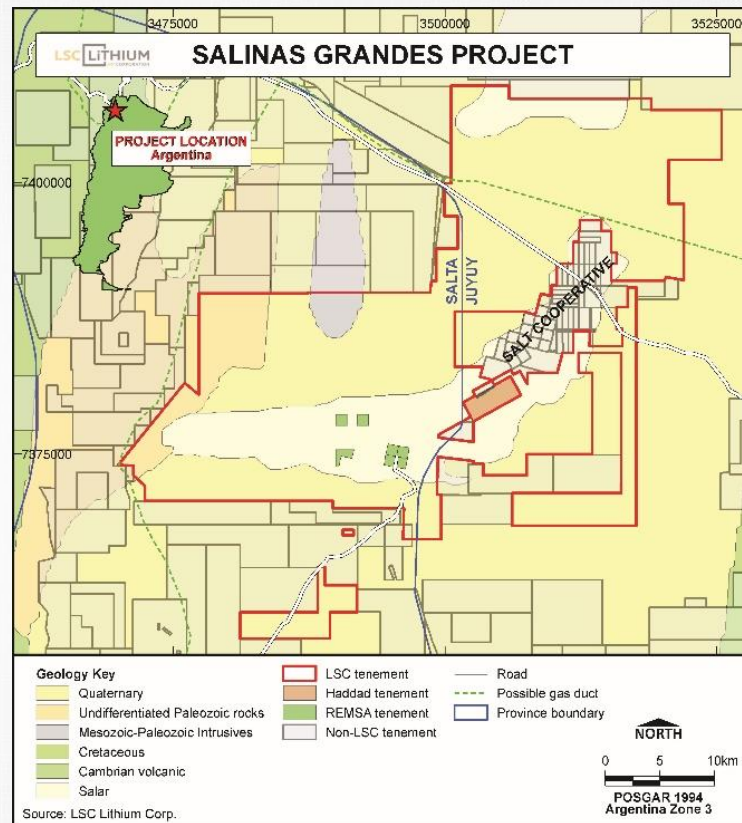 3475000 3500000 3525000
LSC LITHIUM
CORPORATION
SALINAS GRANDES PROJECT
PROJECT LOCATION
Argentina
7400000
SALTA
JUYUY
SALT COOPERATIVE
7375000
Geology Key
Quaternary
Undifferentiated Paleozoic rocks
Mesozoic-Paleozoic Intrusives
Cretaceous
Cambrian volcanic
Salar
LSC tenement
Haddad tenement
REMSA tenement
Non-LSC tenement
Road
Possible gas duct
Province boundary
NORTH
0 5 10km
POSGAR 1994
Argentina Zone 3
Source: LSC Lithium Corp.